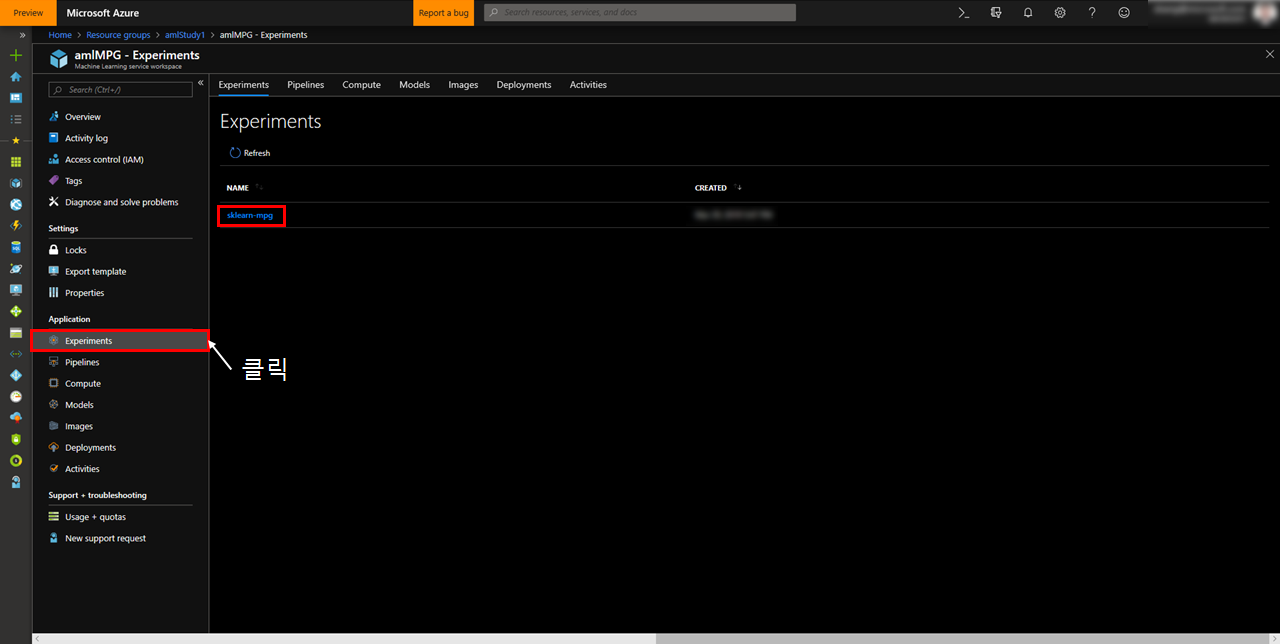 Preview
Microsoft Azure
Report a bug
Search resources, services, and docs
Home > Resource groups > amlStudy1 > amlMPG - Experiments
amlMPG - Experiments
Machine Learning service workspace
Search (Ctrl+/)
Overview
Activity log
Access control (IAM)
Tags
Diagnose and solve problems
Settings
Locks
Export template
Properties
Application
Experiments
Pipelines
Compute
Models
Images
Deployments
Activities
Support + troubleshooting
Usage + quotas
New support request
클릭
Experiments Pipelines Compute Models Images Deployments Activities
Experiments
Refresh
NAME CREATED
sklearn-mpg